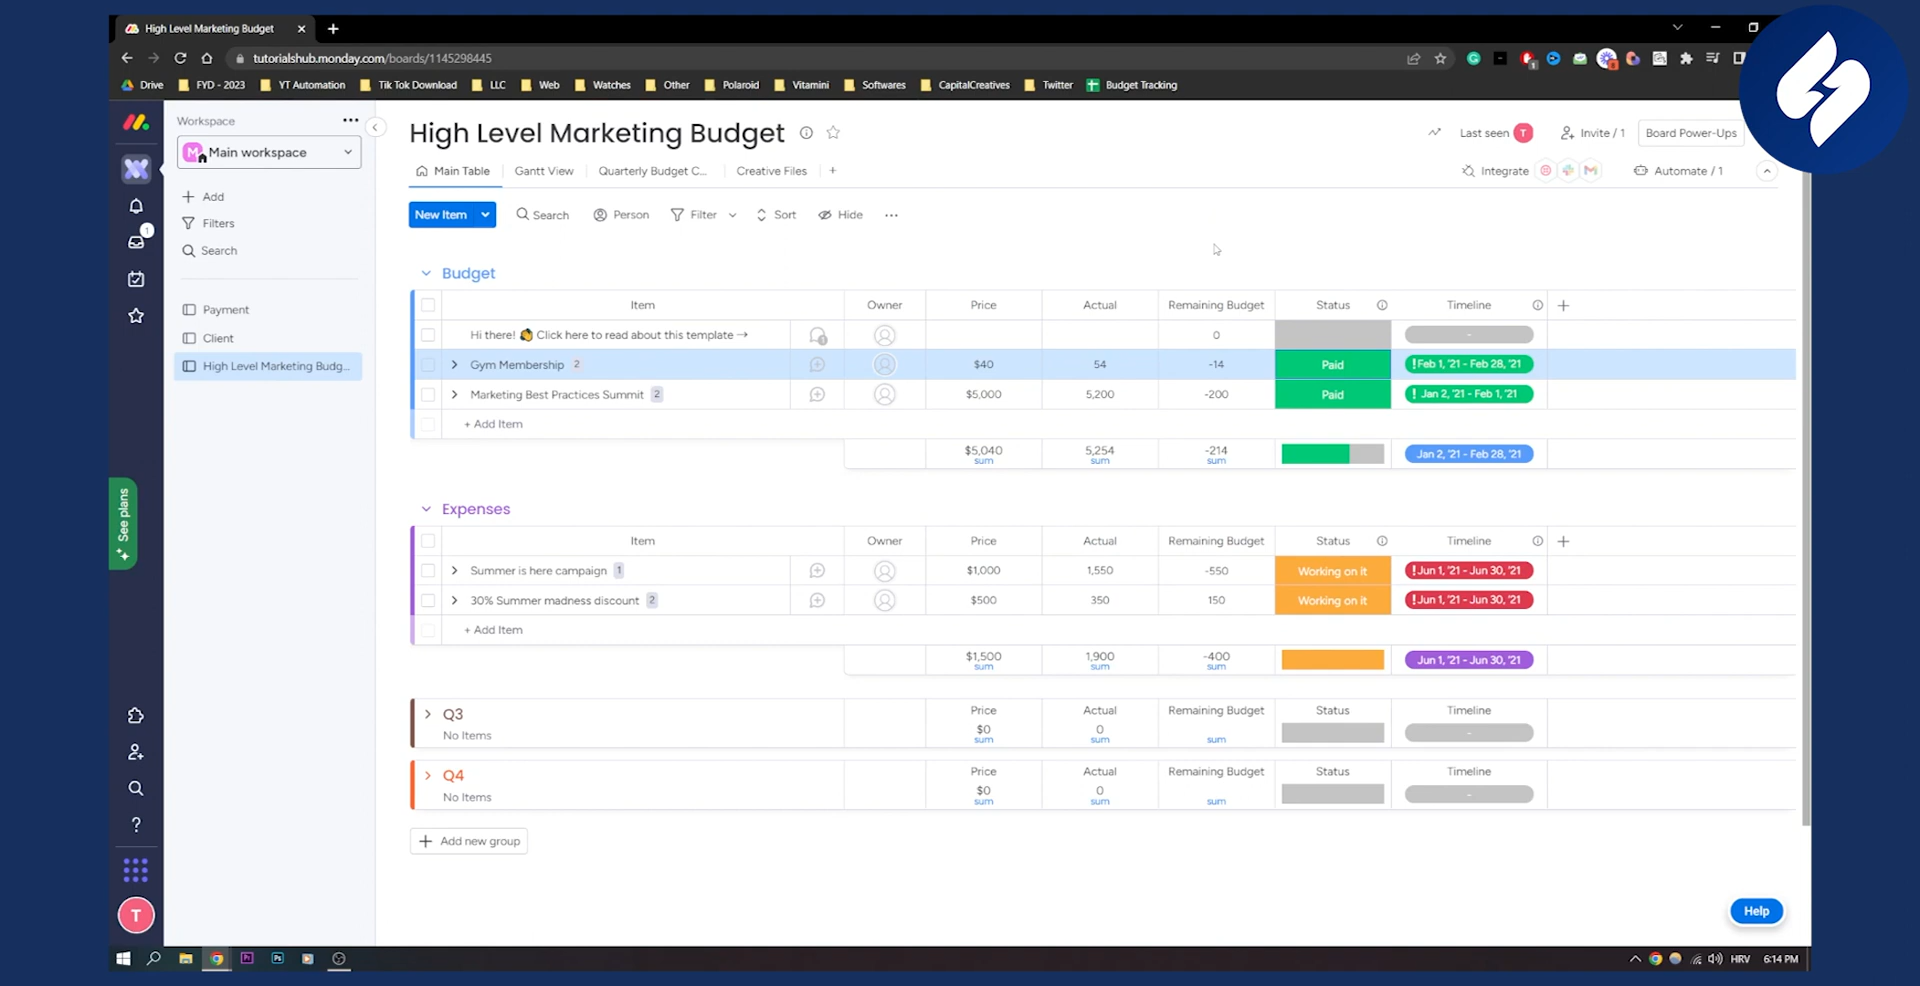 High Level Marketing Budget
tutorialshub.monday.com/boards/1145298445
Drive FYD - 2023 YT Automation Tik Tok Download LLC Web Watches Other Polaroid Vitamini Softwares CapitalCreatives Twitter Budget Tracking
Workspace
M Main workspace
Add
Filters
Search
Payment
Client
High Level Marketing Budg...
See plans
T
High Level Marketing Budget
Last seen T Invite / 1 Board Power-Ups
Main Table Gantt View Quarterly Budget C... Creative Files + Integrate Automate / 1
New Item Search Person Filter Sort Hide ...
Budget
Item Owner Price Actual Remaining Budget Status Timeline
Hi there! 👋 Click here to read about this template → 1 0 -
Gym Membership 2 $40 54 -14 Paid Feb 1, '21 - Feb 28, '21
Marketing Best Practices Summit 2 $5,000 5,200 -200 Paid Jan 2, '21 - Feb 1, '21
+ Add Item
$5,040 5,254 -214 Jan 2, '21 - Feb 28, '21
sum sum sum
Expenses
Item Owner Price Actual Remaining Budget Status Timeline
Summer is here campaign 1 $1,000 1,550 -550 Working on it Jun 1, '21 - Jun 30, '21
30% Summer madness discount 2 $500 350 150 Working on it Jun 1, '21 - Jun 30, '21
+ Add Item
$1,500 1,900 -400 Jun 1, '21 - Jun 30, '21
sum sum sum
Q3 Price Actual Remaining Budget Status Timeline
No Items $0 0 -
sum sum sum
Q4 Price Actual Remaining Budget Status Timeline
No Items $0 0 -
sum sum sum
+ Add new group
Help
HRV 6:14 PM